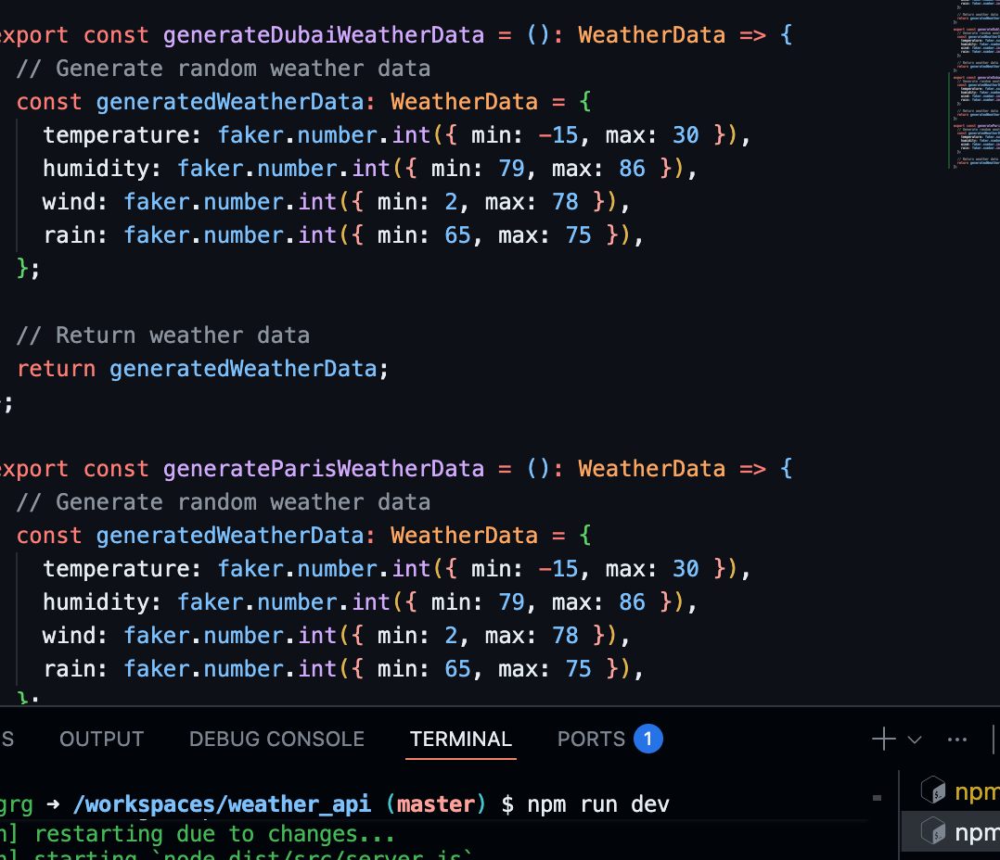 export const generateDubaiWeatherData = (): WeatherData => {
// Generate random weather data
const generatedWeatherData: WeatherData = {
temperature: faker.number.int({ min: -15, max: 30 }),
humidity: faker.number.int({ min: 79, max: 86 }),
wind: faker.number.int({ min: 2, max: 78 }),
rain: faker.number.int({ min: 65, max: 75 }),
};
// Return weather data
return generatedWeatherData;
};
export const generateParisWeatherData = (): WeatherData => {
// Generate random weather data
const generatedWeatherData: WeatherData = {
temperature: faker.number.int({ min: -15, max: 30 }),
humidity: faker.number.int({ min: 79, max: 86 }),
wind: faker.number.int({ min: 2, max: 78 }),
rain: faker.number.int({ min: 65, max: 75 }),
};
S OUTPUT DEBUG CONSOLE TERMINAL PORTS 1
grg ➜ /workspaces/weather_api (master) $ npm run dev
n] restarting due to changes...
n] starting `node dist/src/server.js`
npm
npm